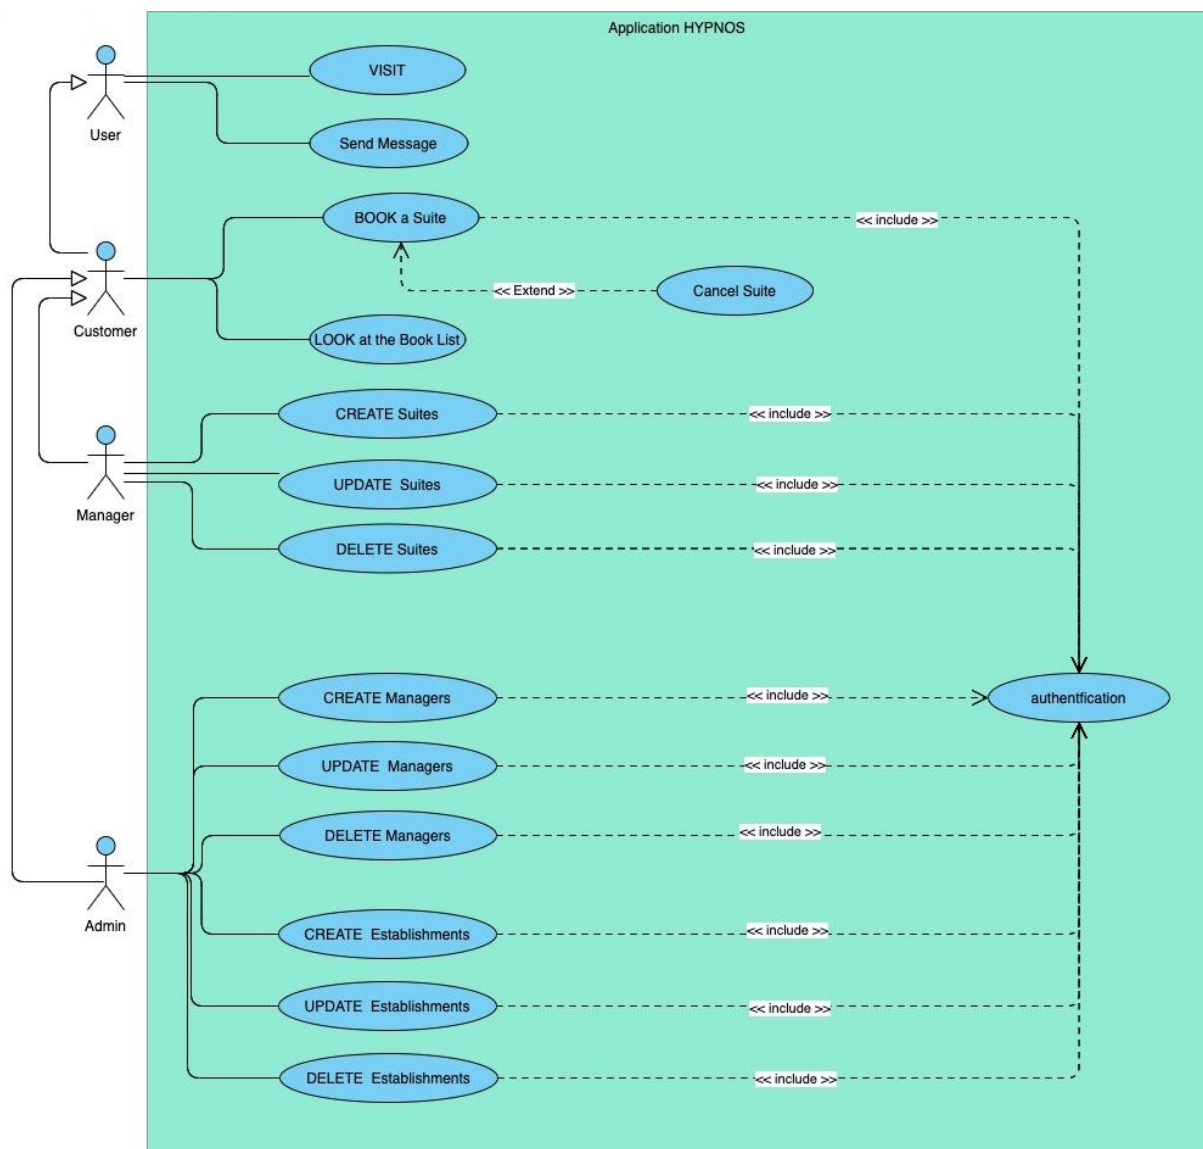 Application HYPNOS
User
VISIT
Send Message
Customer
BOOK a Suite
<< include >>
<< Extend >>
Cancel Suite
LOOK at the Book List
Manager
CREATE Suites
<< include >>
UPDATE  Suites
<< include >>
DELETE Suites
<< include >>
CREATE Managers
<< include >>
authentfication
UPDATE  Managers
<< include >>
DELETE Managers
<< include >>
Admin
CREATE  Establishments
<< include >>
UPDATE  Establishments
<< include >>
DELETE  Establishments
<< include >>